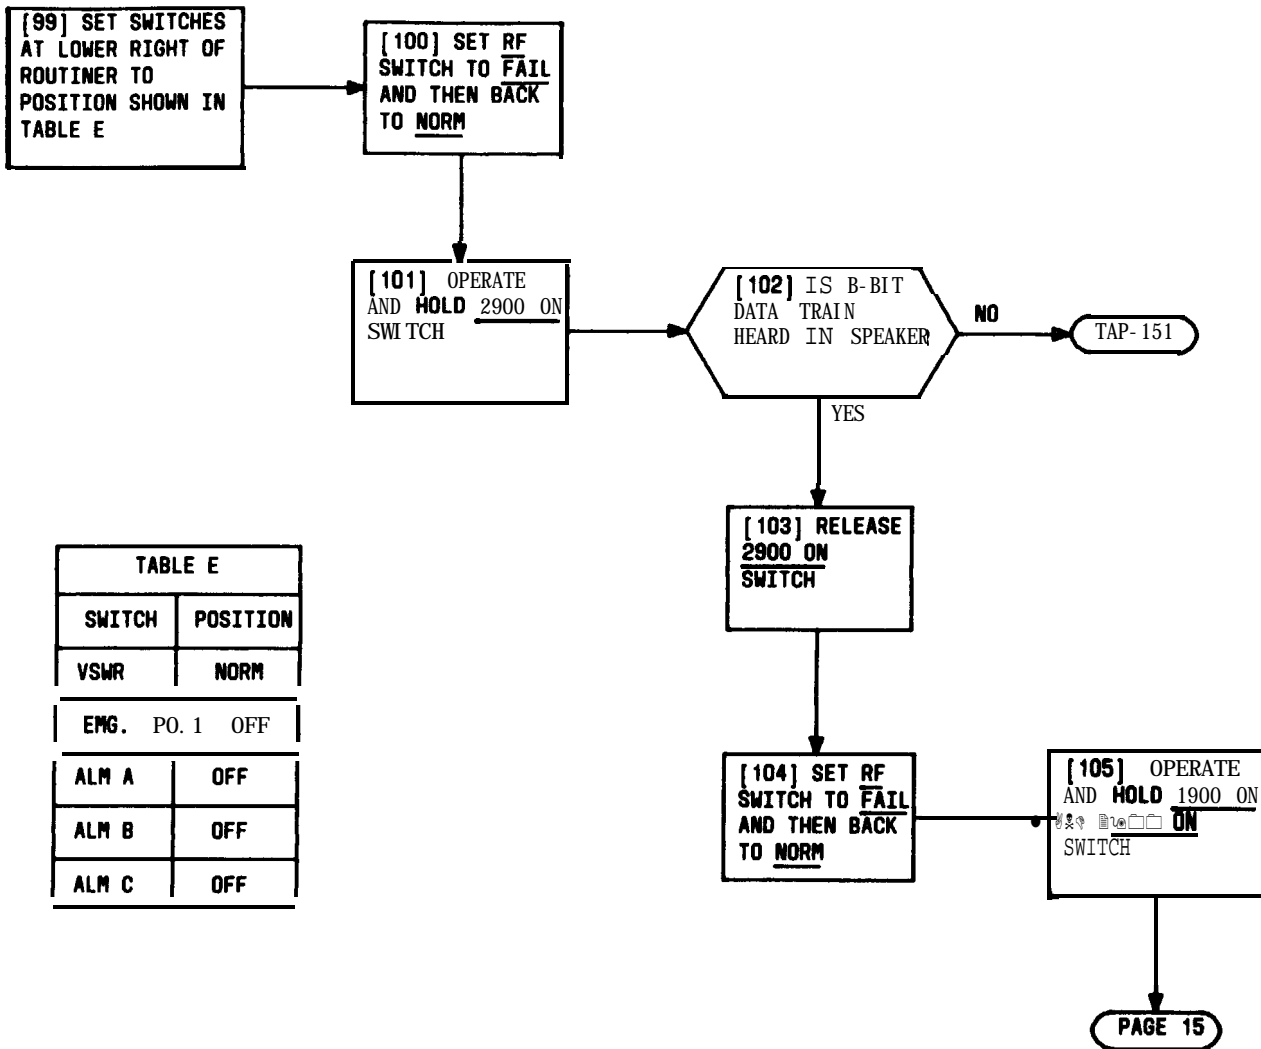 [99] SET SWITCHES
AT LOWER RIGHT OF
ROUTINER TO
POSITION SHOWN IN
TABLE E
[100] SET RF
SWITCH TO FAIL
AND THEN BACK
TO NORM
[101] OPERATE
AND HOLD 2900 ON
SWITCH
[102] IS B-BIT
DATA TRAIN
HEARD IN SPEAKER
NO
TAP-151
YES
[103] RELEASE
2900 ON
SWITCH
TABLE E
SWITCH POSITION
VSWR NORM
EMG. PO.1 OFF
ALM A OFF
ALM B OFF
ALM C OFF
[104] SET RF
SWITCH TO FAIL
AND THEN BACK
TO NORM
[105] OPERATE
AND HOLD 1900 ON
ON
SWITCH
PAGE 15